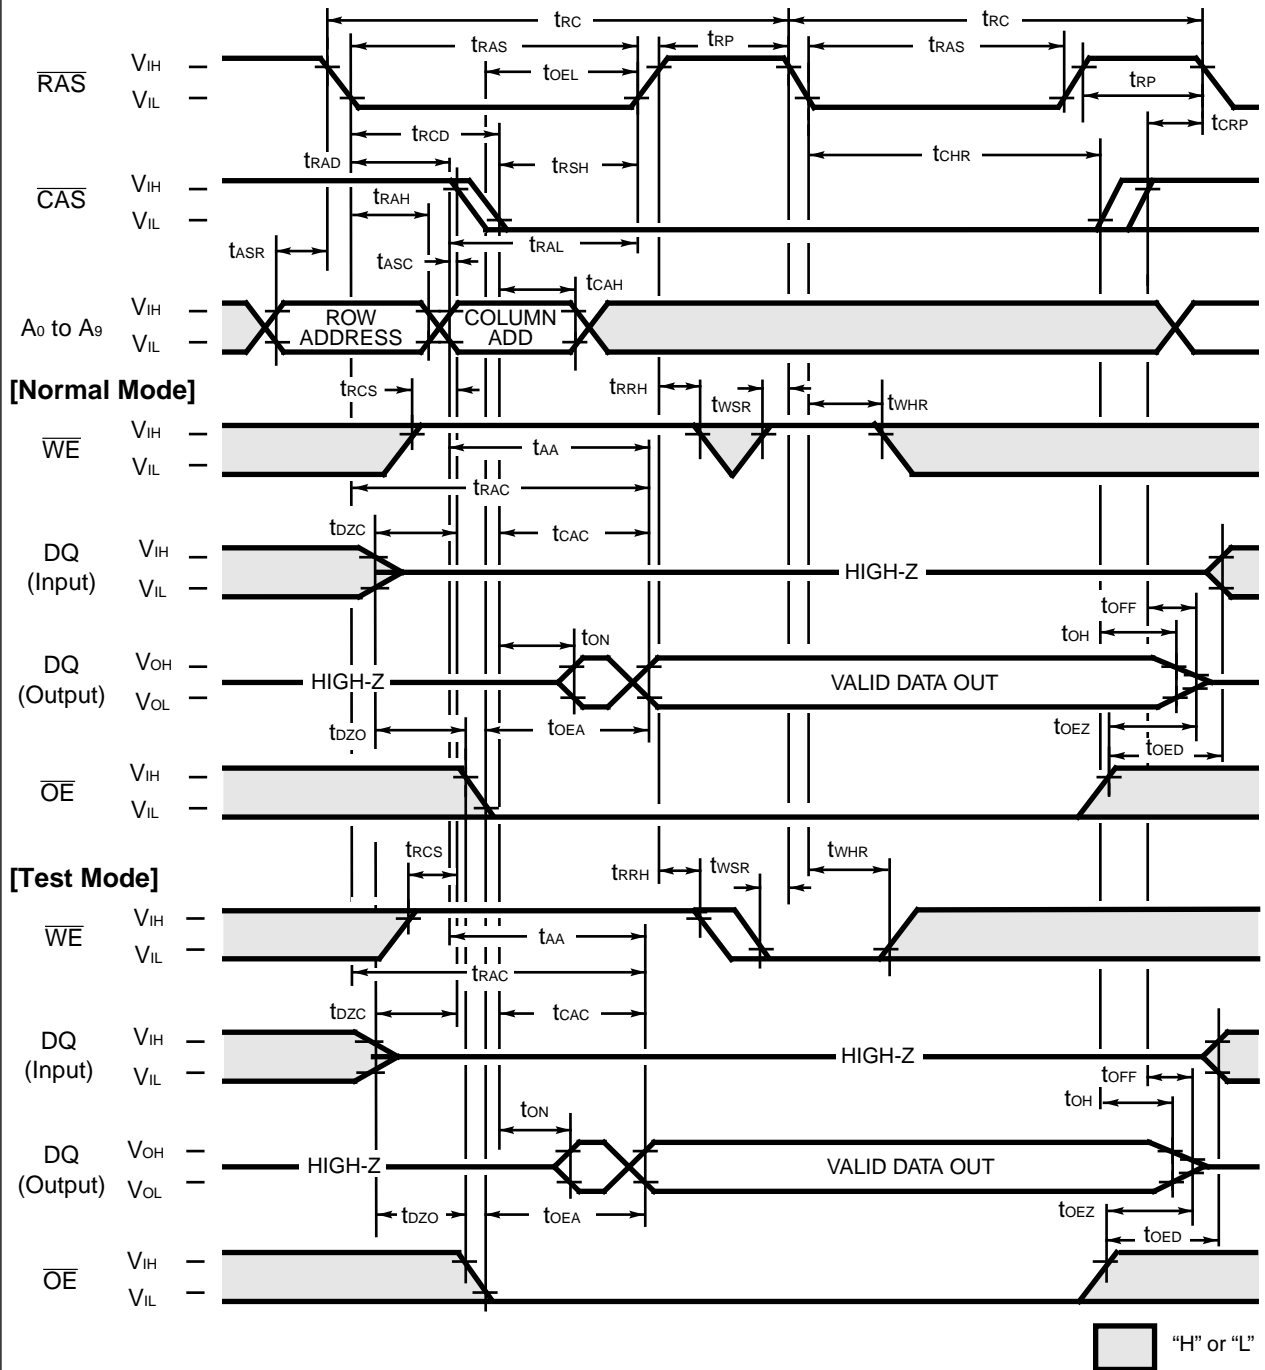 tRC tRC
tRAS tRP tRAS
RAS VIH VIL tOEL tRP
tRCD tCRP
tRAD tRSH tCHR
CAS VIH VIL tRAH
tASR tASC tRAL
tCAH
A0 to A9 VIH VIL ROW ADDRESS COLUMN ADD
[Normal Mode] tRCS tRRH tWSR tWHR
WE VIH VIL tAA
tRAC
tDZC tCAC
DQ (Input) VIH VIL HIGH-Z
tOFF
tON tOH
DQ (Output) VOH VOL HIGH-Z VALID DATA OUT
tDZO tOEA tOEZ
tOED
OE VIH VIL
tRCS tRRH tWSR tWHR
[Test Mode]
WE VIH VIL tAA
tRAC
tDZC tCAC
DQ (Input) VIH VIL HIGH-Z
tOFF
tON tOH
DQ (Output) VOH VOL HIGH-Z VALID DATA OUT
tDZO tOEA tOEZ
tOED
OE VIH VIL
“H” or “L”